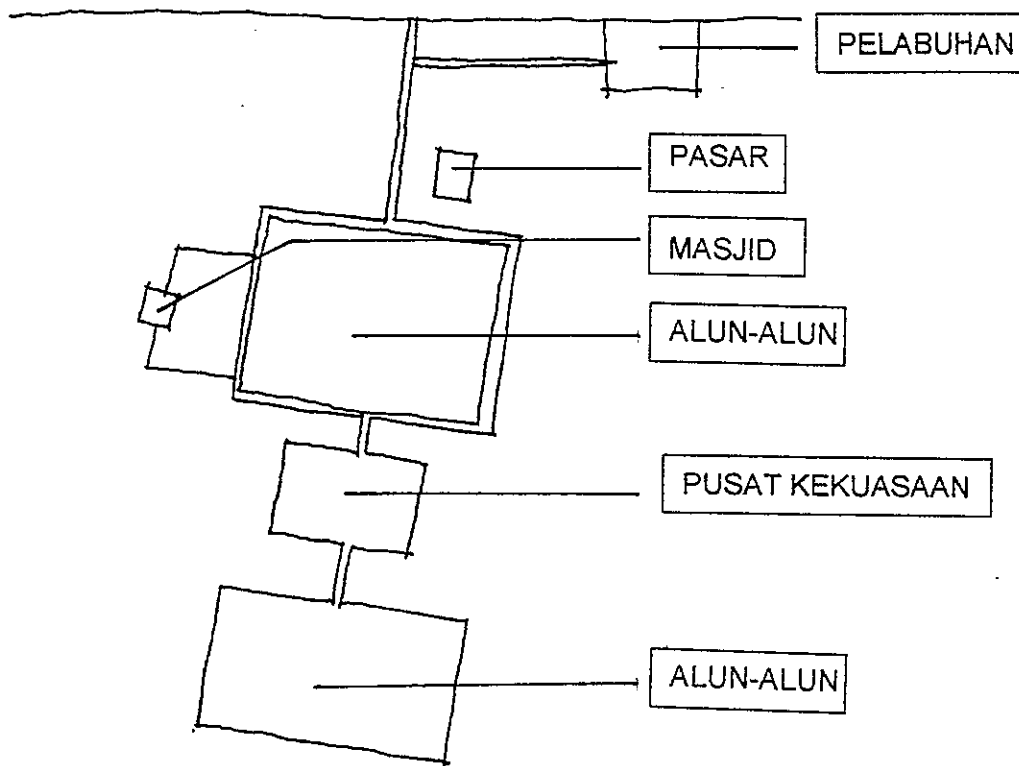 PELABUHAN
PASAR
MASJID
ALUN-ALUN
PUSAT KEKUASAAN
ALUN-ALUN